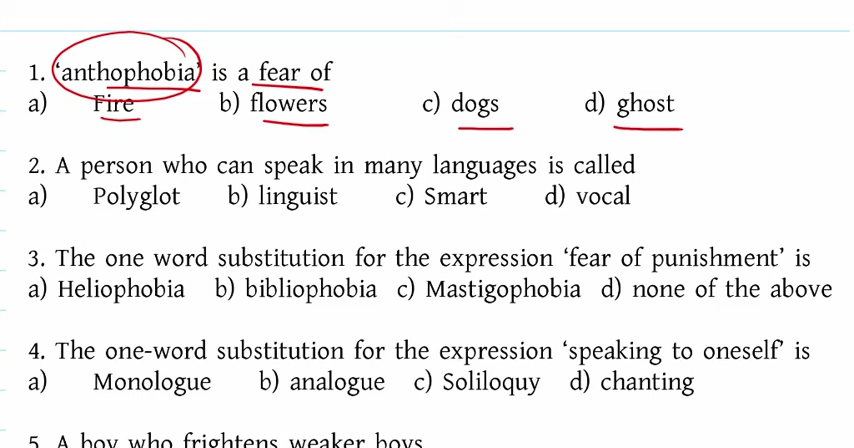 1. ‘anthophobia’ is a fear of
a) Fire b) flowers c) dogs d) ghost
2. A person who can speak in many languages is called
a) Polyglot b) linguist c) Smart d) vocal
3. The one word substitution for the expression ‘fear of punishment’ is
a) Heliophobia b) bibliophobia c) Mastigophobia d) none of the above
4. The one-word substitution for the expression ‘speaking to oneself’ is
a) Monologue b) analogue c) Soliloquy d) chanting
5. A boy who frightens weaker boys